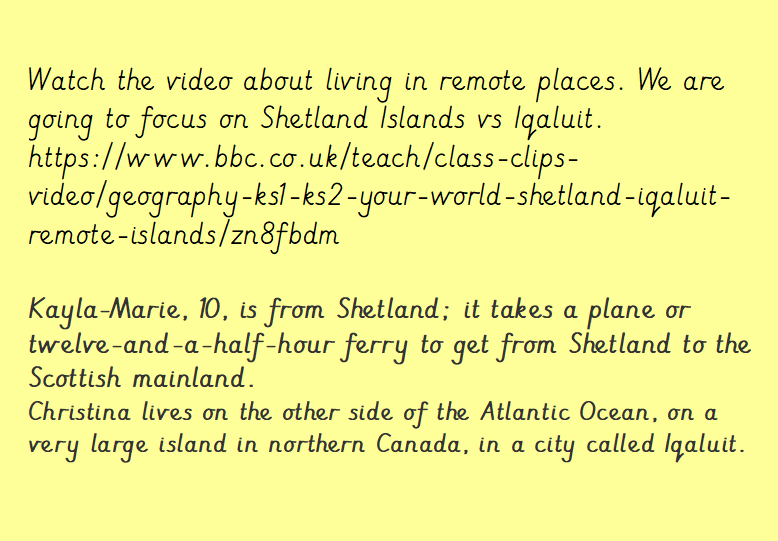 Watch the video about living in remote places. We are
going to focus on Shetland Islands vs Iqaluit.
https://www.bbc.co.uk/teach/class-clips-
video/geography-ks1-ks2-your-world-shetland-iqaluit-
remote-islands/zn8fbdm
Kayla-Marie, 10, is from Shetland; it takes a plane or
twelve-and-a-half-hour ferry to get from Shetland to the
Scottish mainland.
Christina lives on the other side of the Atlantic Ocean, on a
very large island in northern Canada, in a city called Iqaluit.